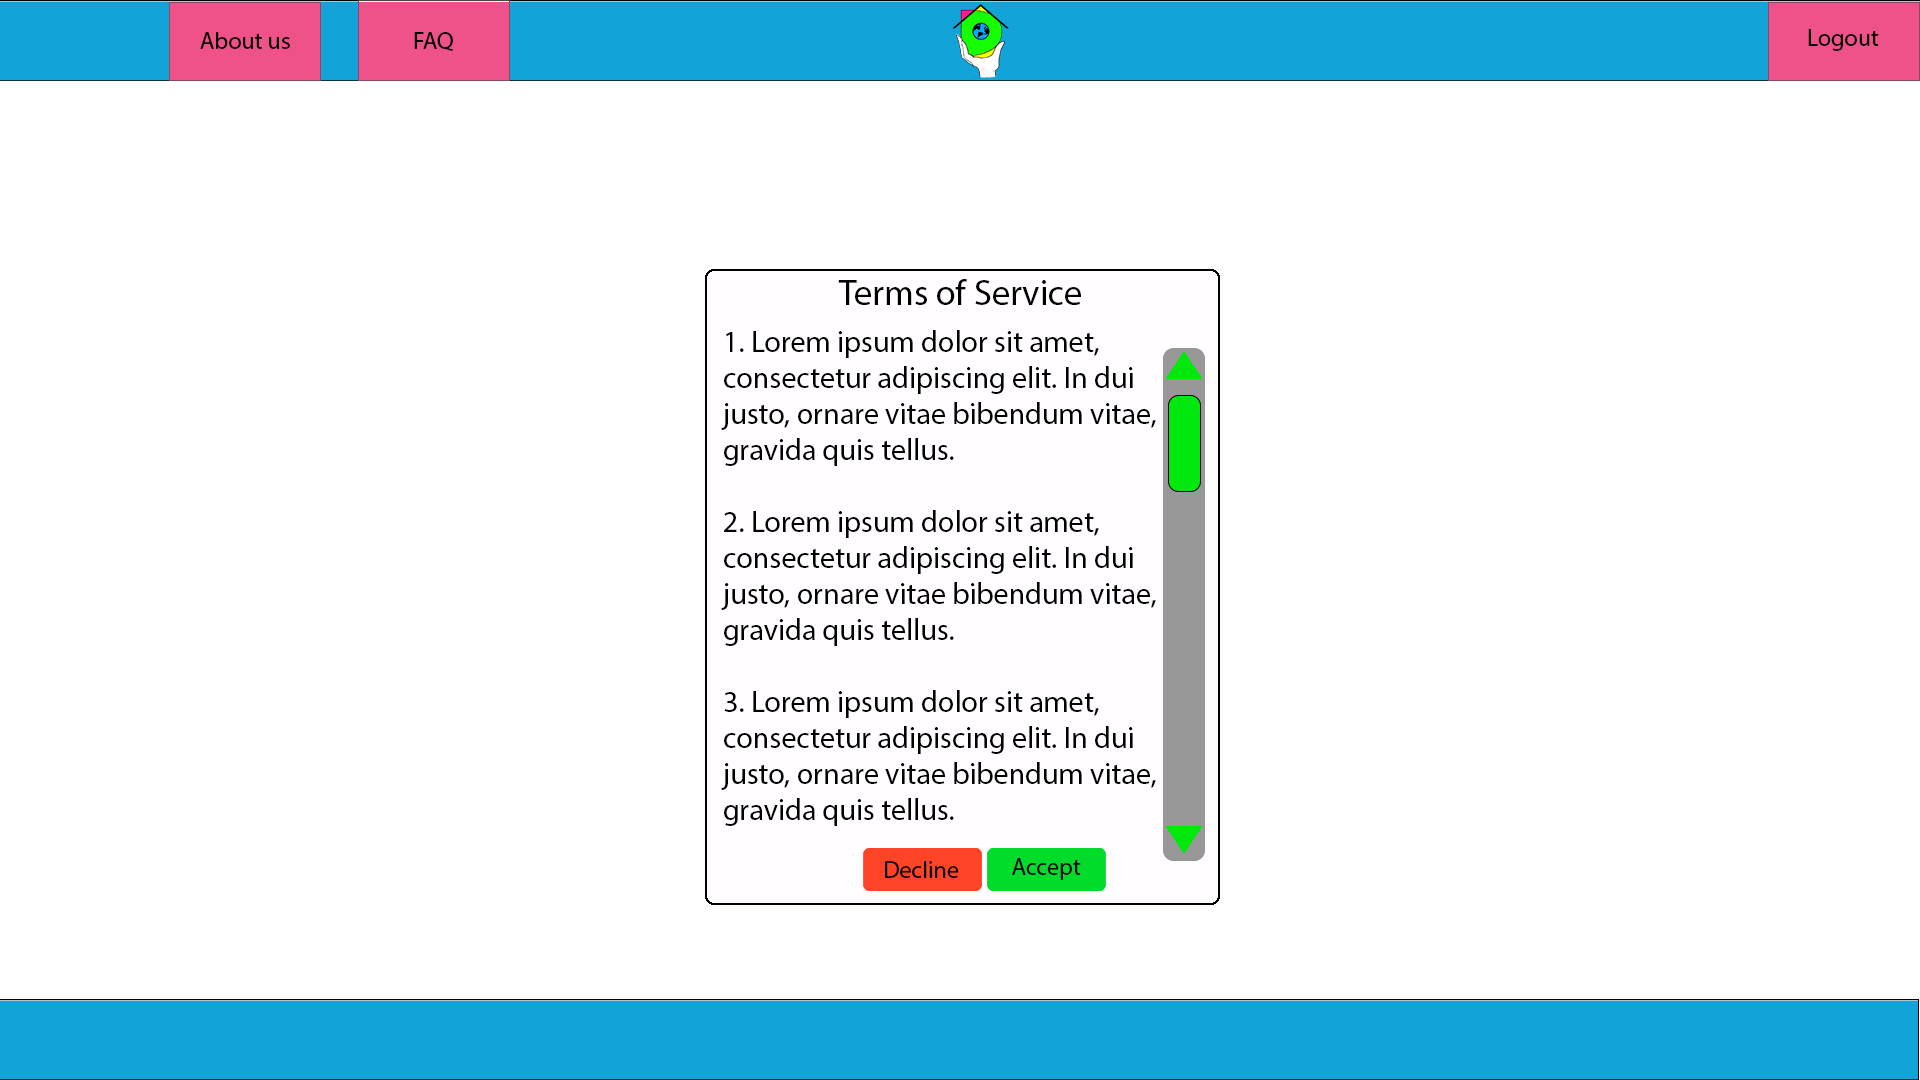 About us
FAQ
Logout
Terms of Service
1. Lorem ipsum dolor sit amet,
consectetur adipiscing elit. In dui
justo, ornare vitae bibendum vitae,
gravida quis tellus.
2. Lorem ipsum dolor sit amet,
consectetur adipiscing elit. In dui
justo, ornare vitae bibendum vitae,
gravida quis tellus.
3. Lorem ipsum dolor sit amet,
consectetur adipiscing elit. In dui
justo, ornare vitae bibendum vitae,
gravida quis tellus.
Decline
Accept